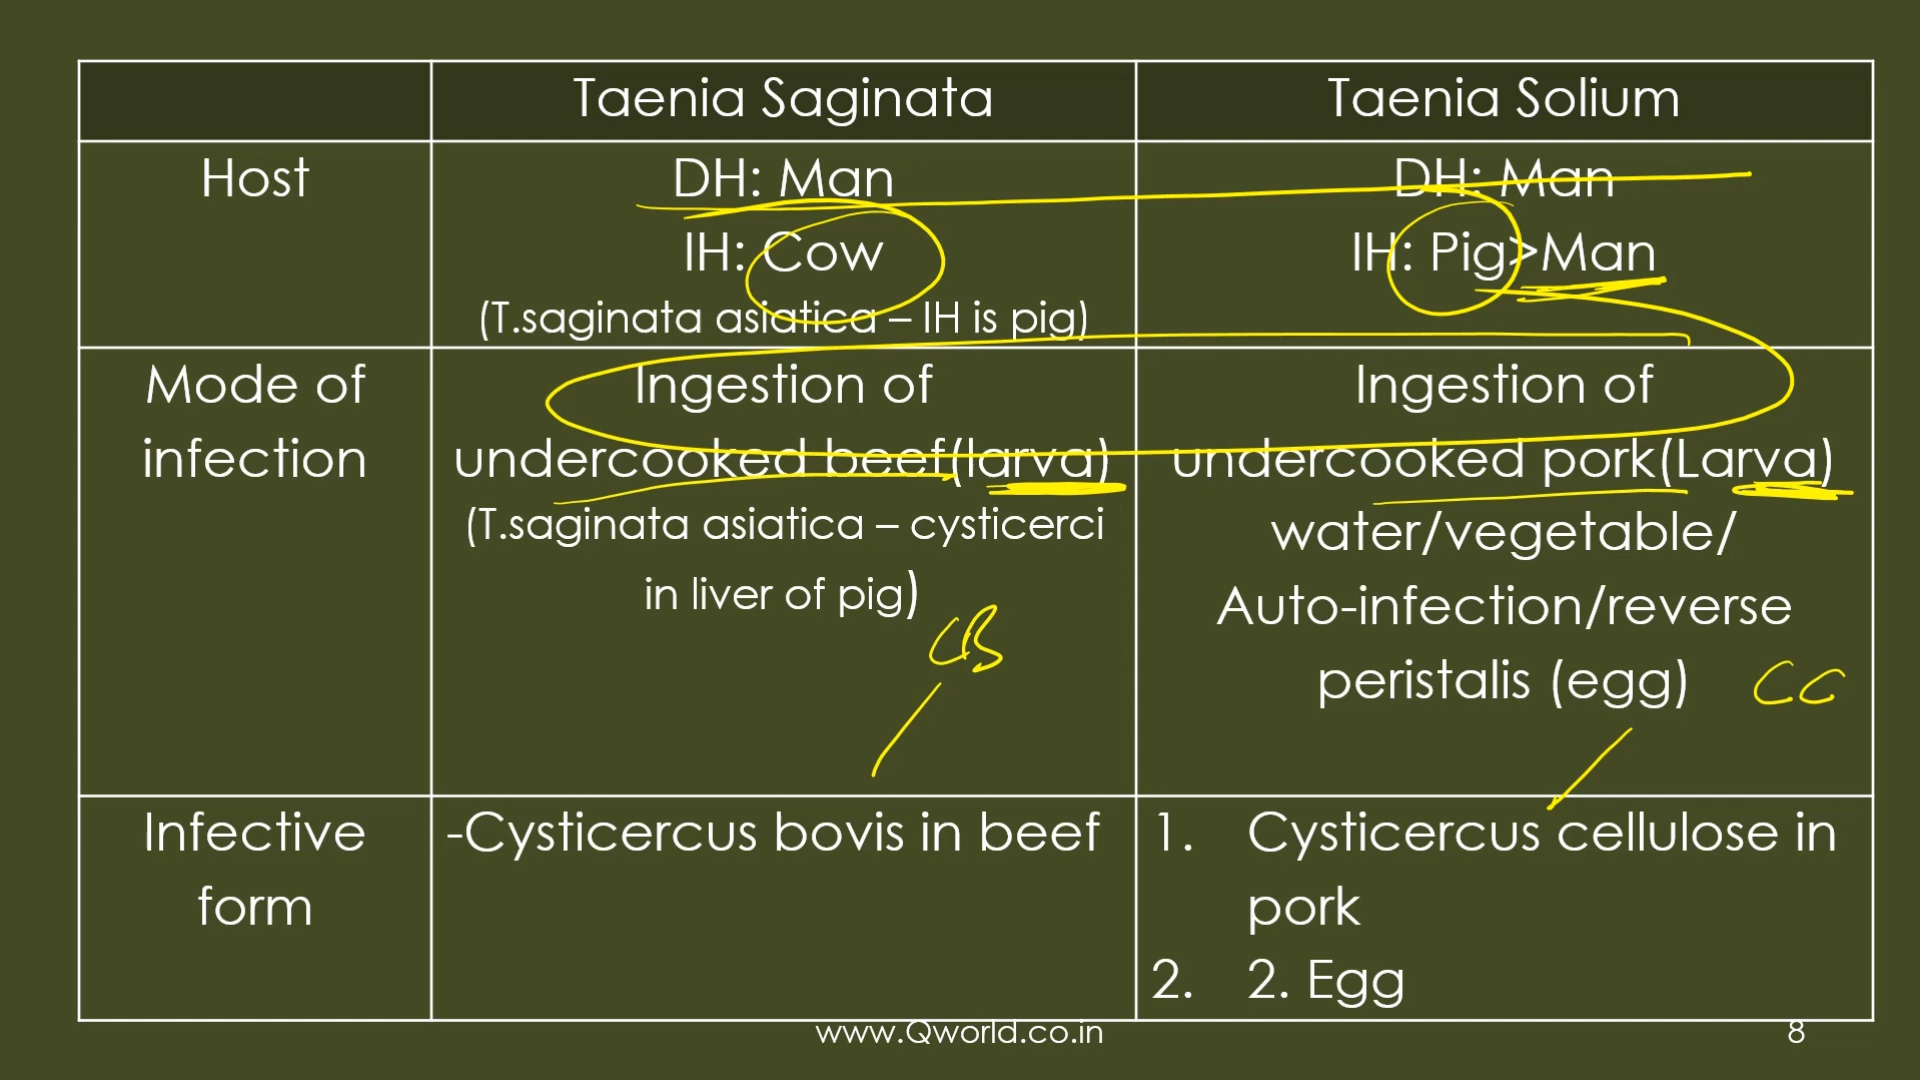 Taenia Saginata
Taenia Solium
Host
DH: Man
IH: Cow
(T.saginata asiatica – IH is pig)
DH: Man
IH: Pig>Man
Mode of
infection
Ingestion of
undercooked beef(larva)
(T.saginata asiatica – cysticerci
in liver of pig)
CB
Ingestion of
undercooked pork(Larva)
water/vegetable/
Auto-infection/reverse
peristalis (egg)
CC
Infective
form
-Cysticercus bovis in beef
1. Cysticercus cellulose in
pork
2. 2. Egg
www.Qworld.co.in
8